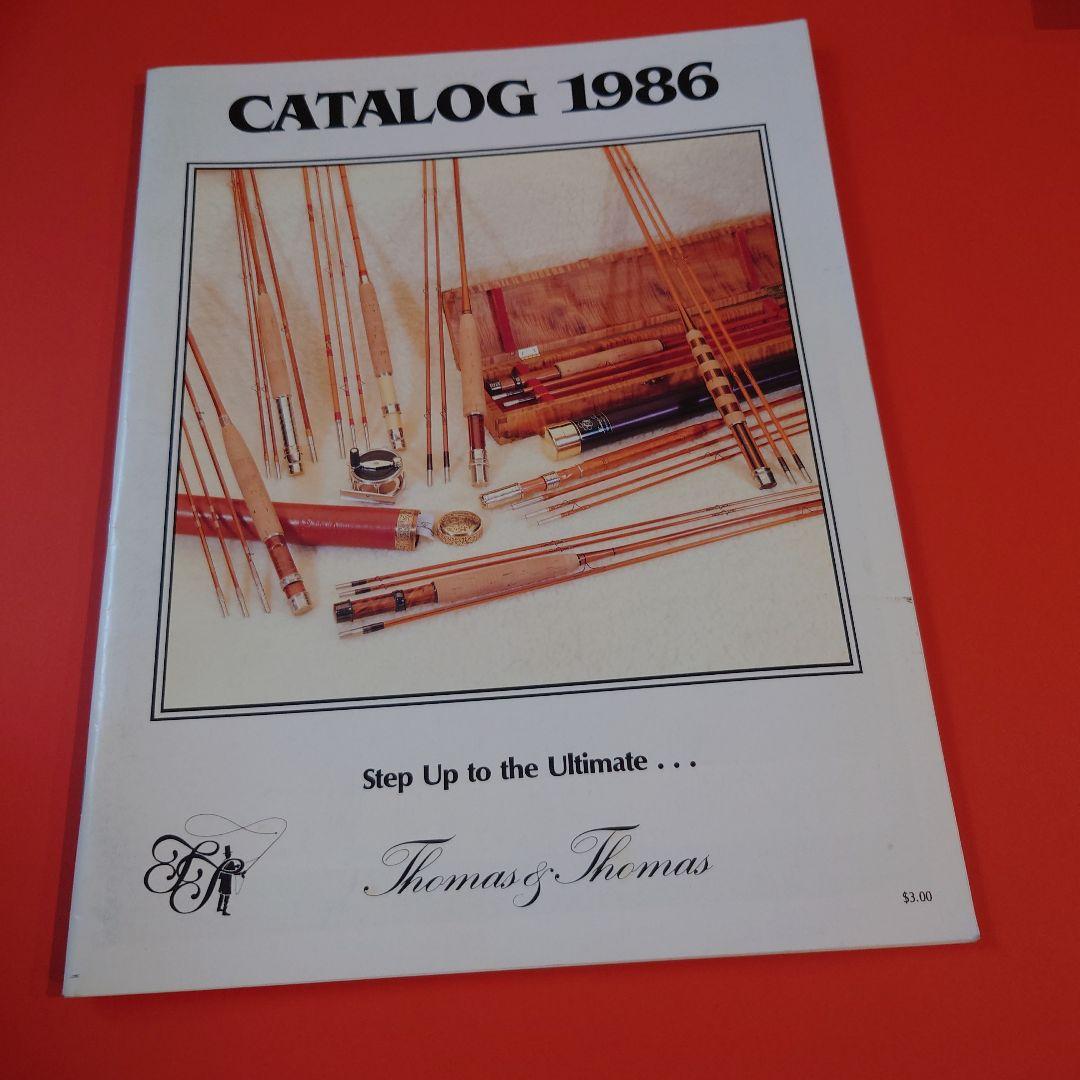 CATALOG 1986
Step Up to the Ultimate . . .
Thomas & Thomas
$3.00